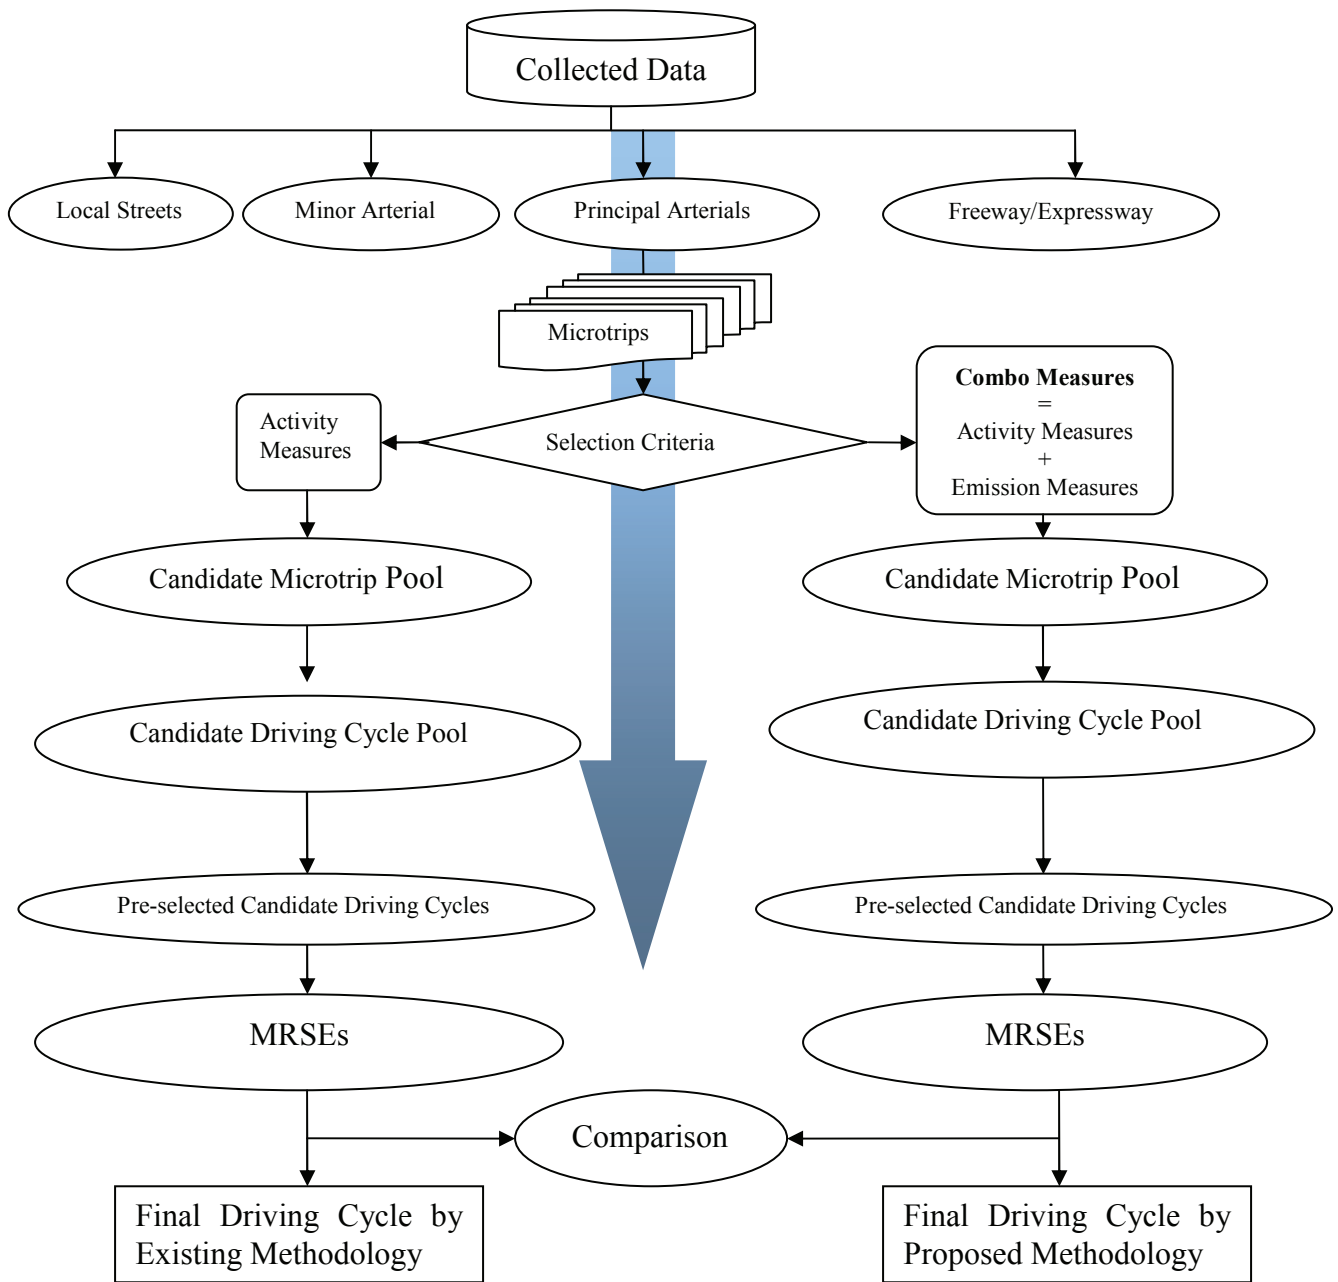 Collected Data
Local Streets
Minor Arterial
Principal Arterials
Freeway/Expressway
Microtrips
Selection Criteria
Activity
Measures
Combo Measures
=
Activity Measures
+
Emission Measures
Candidate Microtrip Pool
Candidate Microtrip Pool
Candidate Driving Cycle Pool
Candidate Driving Cycle Pool
Pre-selected Candidate Driving Cycles
Pre-selected Candidate Driving Cycles
MRSEs
MRSEs
Comparison
Final Driving Cycle by
Existing Methodology
Final Driving Cycle by
Proposed Methodology